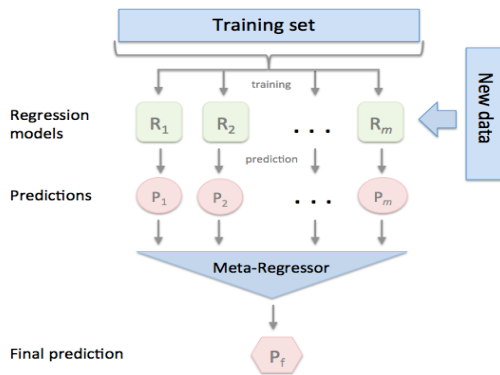 Training set
training
New data
Regression
models
R1 R2 . . . Rm
prediction
Predictions
P1 P2 . . . Pm
Meta-Regressor
Final prediction
Pf